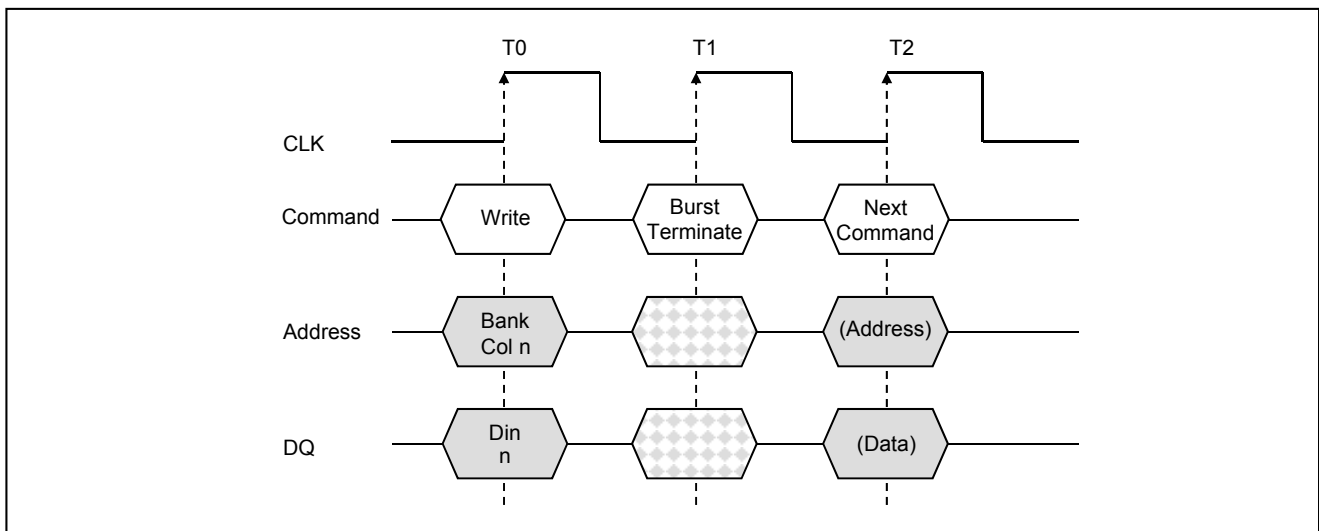 T0 T1 T2
CLK
Command Write Burst Terminate Next Command
Address Bank Col n (Address)
DQ Din n (Data)